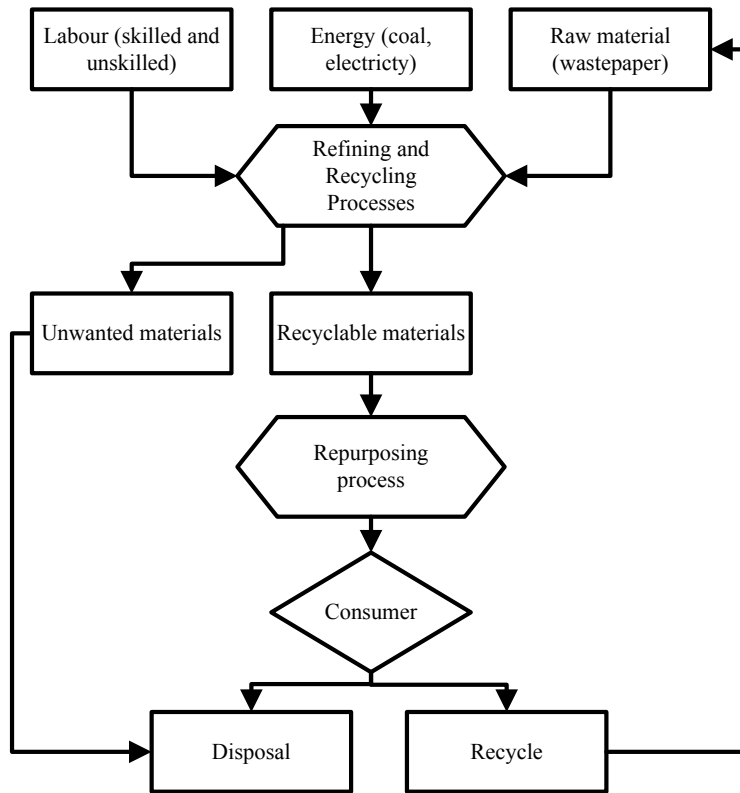 Labour (skilled and
unskilled)
Energy (coal,
electricty)
Raw material
(wastepaper)
Refining and
Recycling
Processes
Unwanted materials
Recyclable materials
Repurposing
process
Consumer
Disposal
Recycle